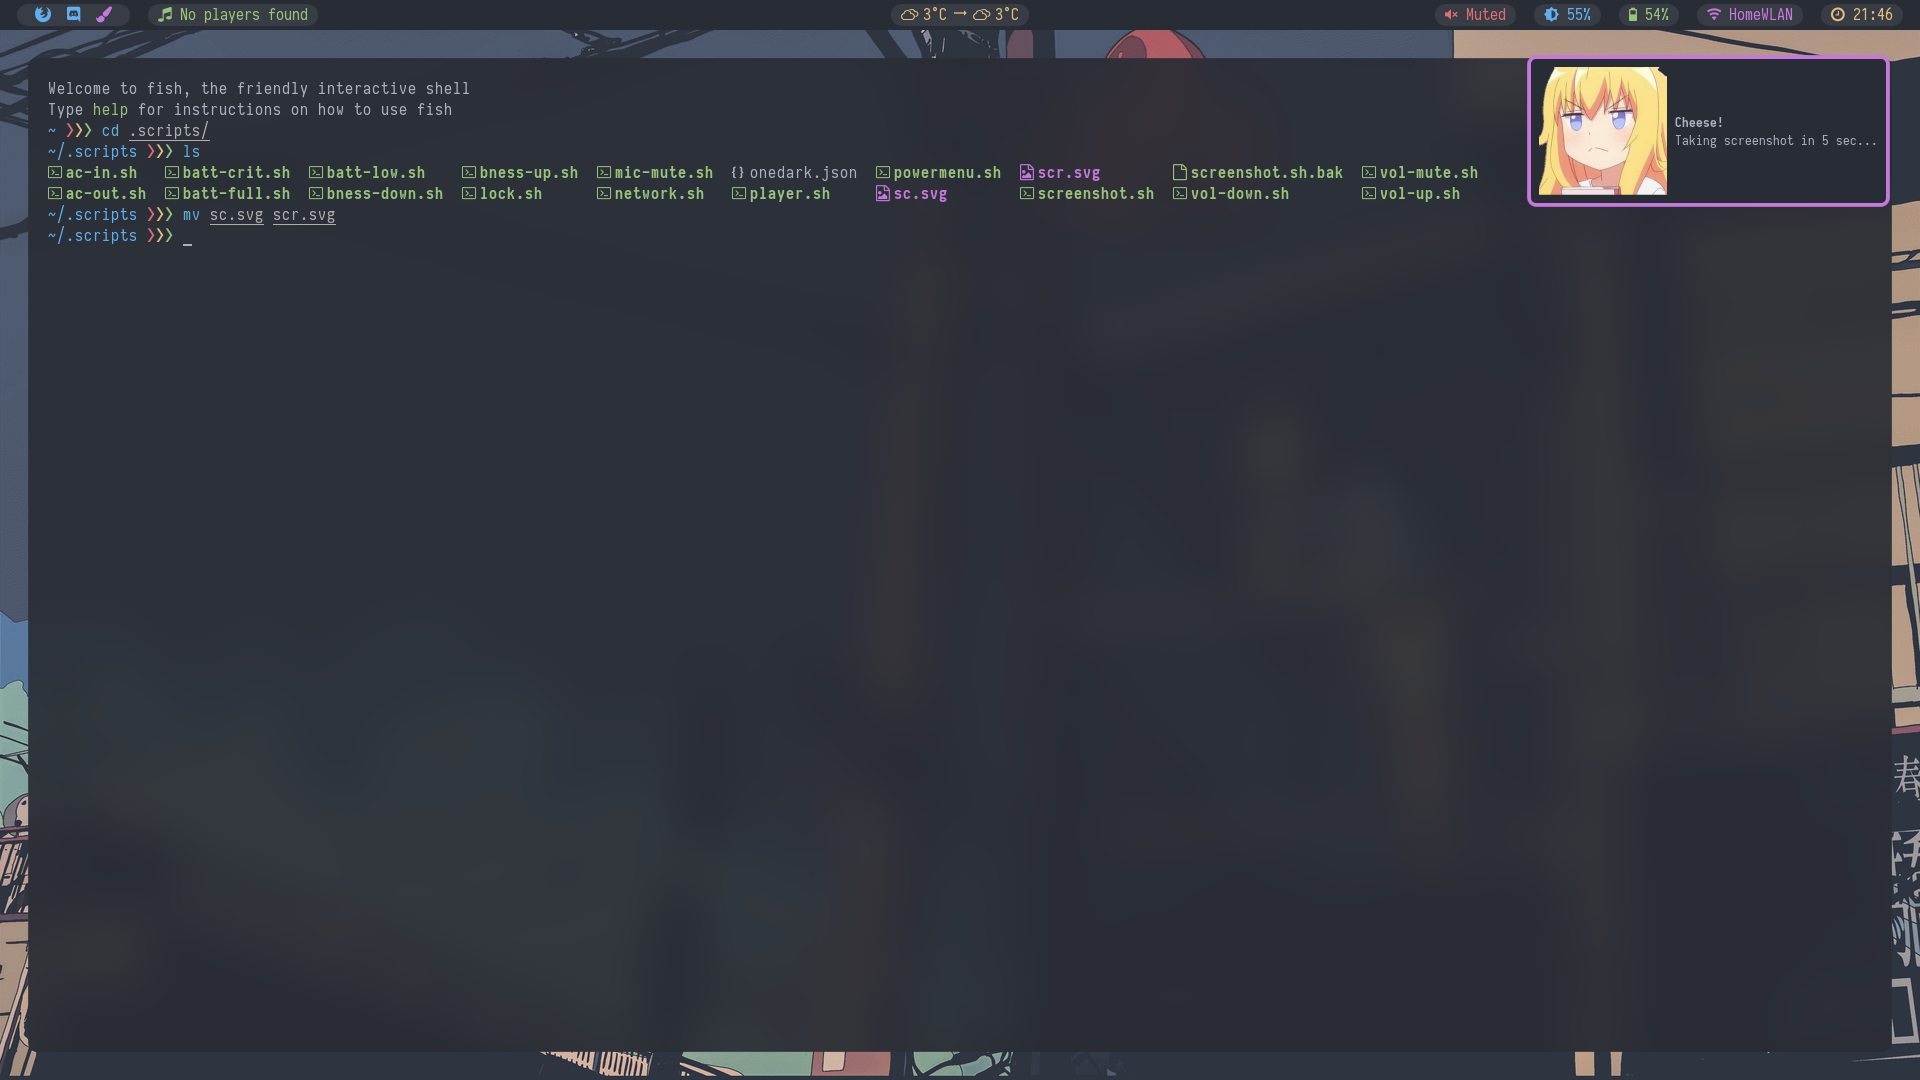 No players found
3°C → 3°C
Muted
55%
54%
HomeWLAN
21:46
Welcome to fish, the friendly interactive shell
Type help for instructions on how to use fish
~ ❯❯❯ cd .scripts/
~/.scripts ❯❯❯ ls
ac-in.sh batt-crit.sh batt-low.sh bness-up.sh mic-mute.sh {} onedark.json powermenu.sh scr.svg screenshot.sh.bak vol-mute.sh
ac-out.sh batt-full.sh bness-down.sh lock.sh network.sh player.sh sc.svg screenshot.sh vol-down.sh vol-up.sh
~/.scripts ❯❯❯ mv sc.svg scr.svg
~/.scripts ❯❯❯ _
Cheese!
Taking screenshot in 5 sec...
春